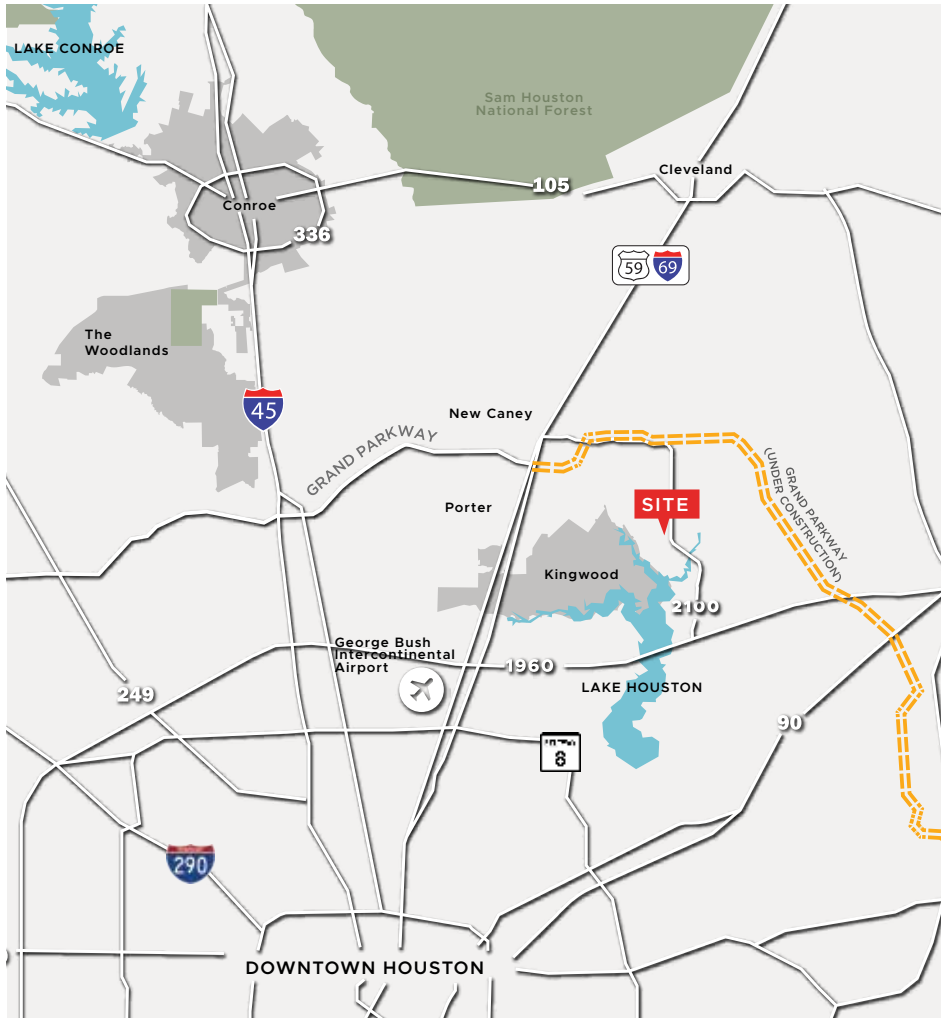 LAKE CONROE
Sam Houston
National Forest
Cleveland
105
Conroe
336
59
69
The
Woodlands
45
New Caney
GRAND PARKWAY
GRAND PARKWAY
(UNDER CONSTRUCTION)
SITE
Porter
Kingwood
2100
George Bush
Intercontinental
Airport
1960
LAKE HOUSTON
249
90
8
290
DOWNTOWN HOUSTON